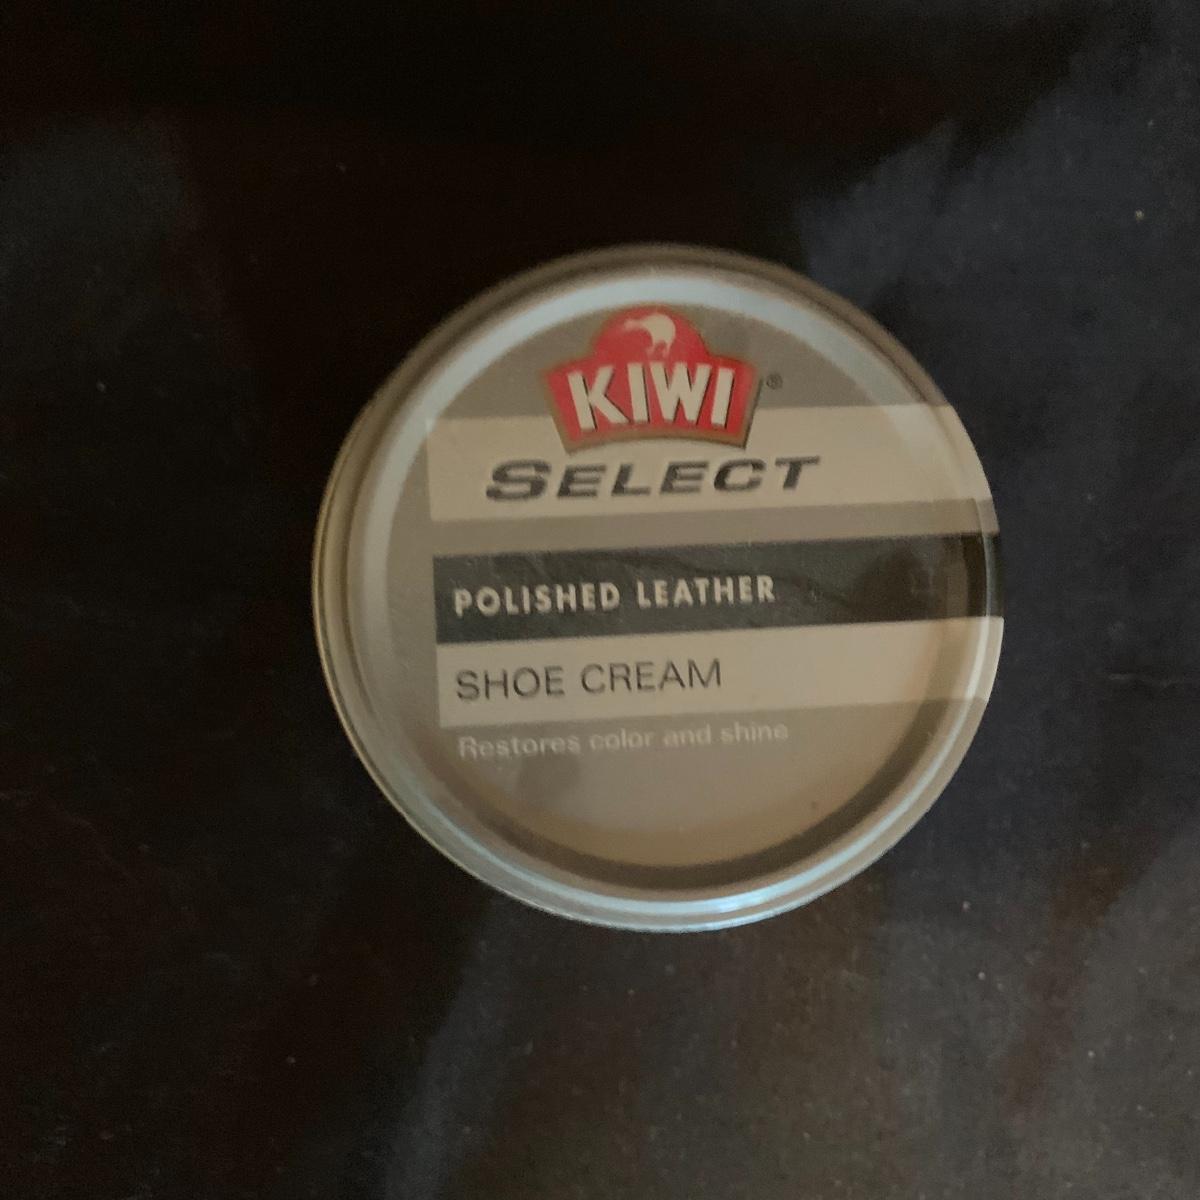 KIWI®
SELECT
POLISHED LEATHER
SHOE CREAM
Restores color and shine